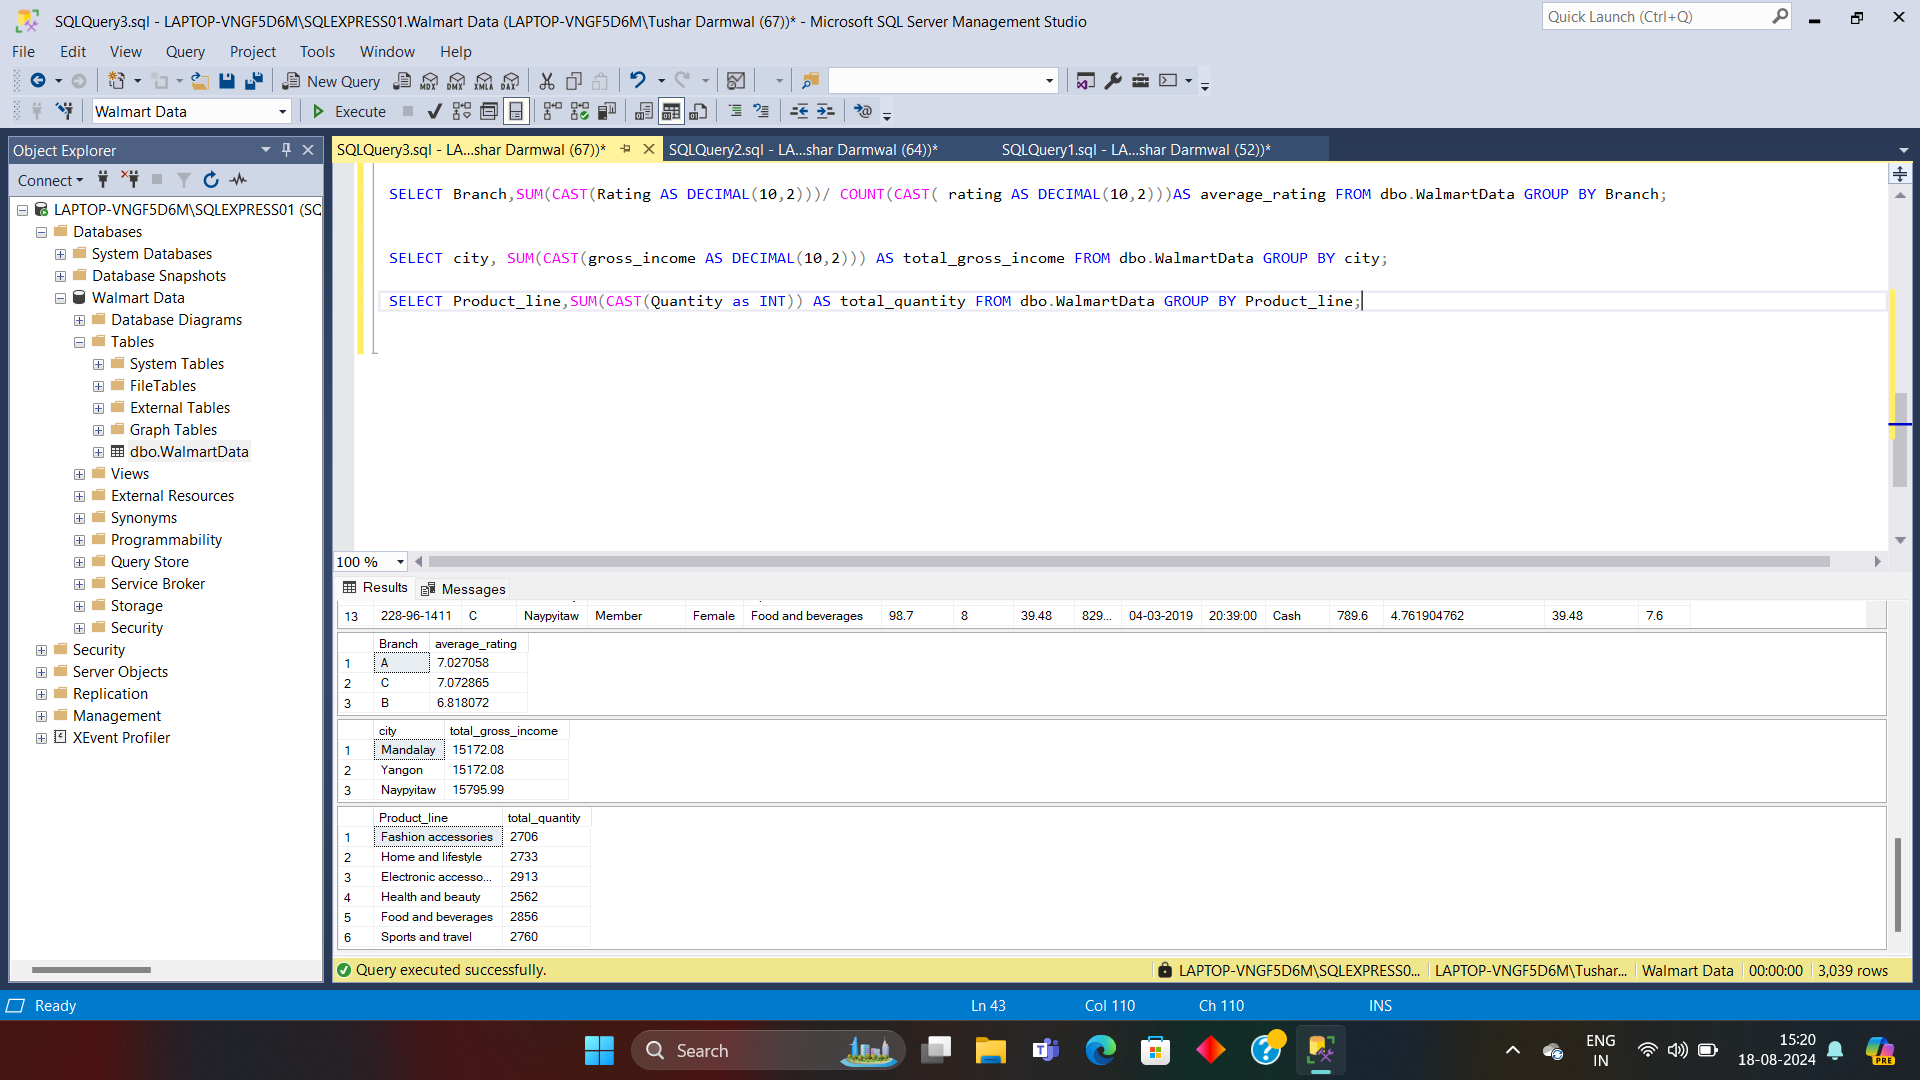 SQLQuery3.sql - LAPTOP-VNGF5D6M\SQLEXPRESS01.Walmart Data (LAPTOP-VNGF5D6M\Tushar Darmwal (67))* - Microsoft SQL Server Management Studio
Quick Launch (Ctrl+Q)
File Edit View Query Project Tools Window Help
New Query MDX DMX XMLA DAX
Walmart Data Execute
Object Explorer
SQLQuery3.sql - LA...shar Darmwal (67))* SQLQuery2.sql - LA...shar Darmwal (64))* SQLQuery1.sql - LA...shar Darmwal (52))*
Connect
LAPTOP-VNGF5D6M\SQLEXPRESS01 (SQ
Databases
System Databases
Database Snapshots
Walmart Data
Database Diagrams
Tables
System Tables
FileTables
External Tables
Graph Tables
dbo.WalmartData
Views
External Resources
Synonyms
Programmability
Query Store
Service Broker
Storage
Security
Security
Server Objects
Replication
Management
XEvent Profiler
SELECT Branch,SUM(CAST(Rating AS DECIMAL(10,2)))/ COUNT(CAST( rating AS DECIMAL(10,2)))AS average_rating FROM dbo.WalmartData GROUP BY Branch;
SELECT city, SUM(CAST(gross_income AS DECIMAL(10,2))) AS total_gross_income FROM dbo.WalmartData GROUP BY city;
SELECT Product_line,SUM(CAST(Quantity as INT)) AS total_quantity FROM dbo.WalmartData GROUP BY Product_line;
100 %
Results Messages
13 228-96-1411 C Naypyitaw Member Female Food and beverages 98.7 8 39.48 829... 04-03-2019 20:39:00 Cash 789.6 4.761904762 39.48 7.6
Branch average_rating
1 A 7.027058
2 C 7.072865
3 B 6.818072
city total_gross_income
1 Mandalay 15172.08
2 Yangon 15172.08
3 Naypyitaw 15795.99
Product_line total_quantity
1 Fashion accessories 2706
2 Home and lifestyle 2733
3 Electronic accesso... 2913
4 Health and beauty 2562
5 Food and beverages 2856
6 Sports and travel 2760
Query executed successfully. LAPTOP-VNGF5D6M\SQLEXPRESS0... LAPTOP-VNGF5D6M\Tushar... Walmart Data 00:00:00 3,039 rows
Ready Ln 43 Col 110 Ch 110 INS
Search
ENG
IN
15:20
18-08-2024
PRE